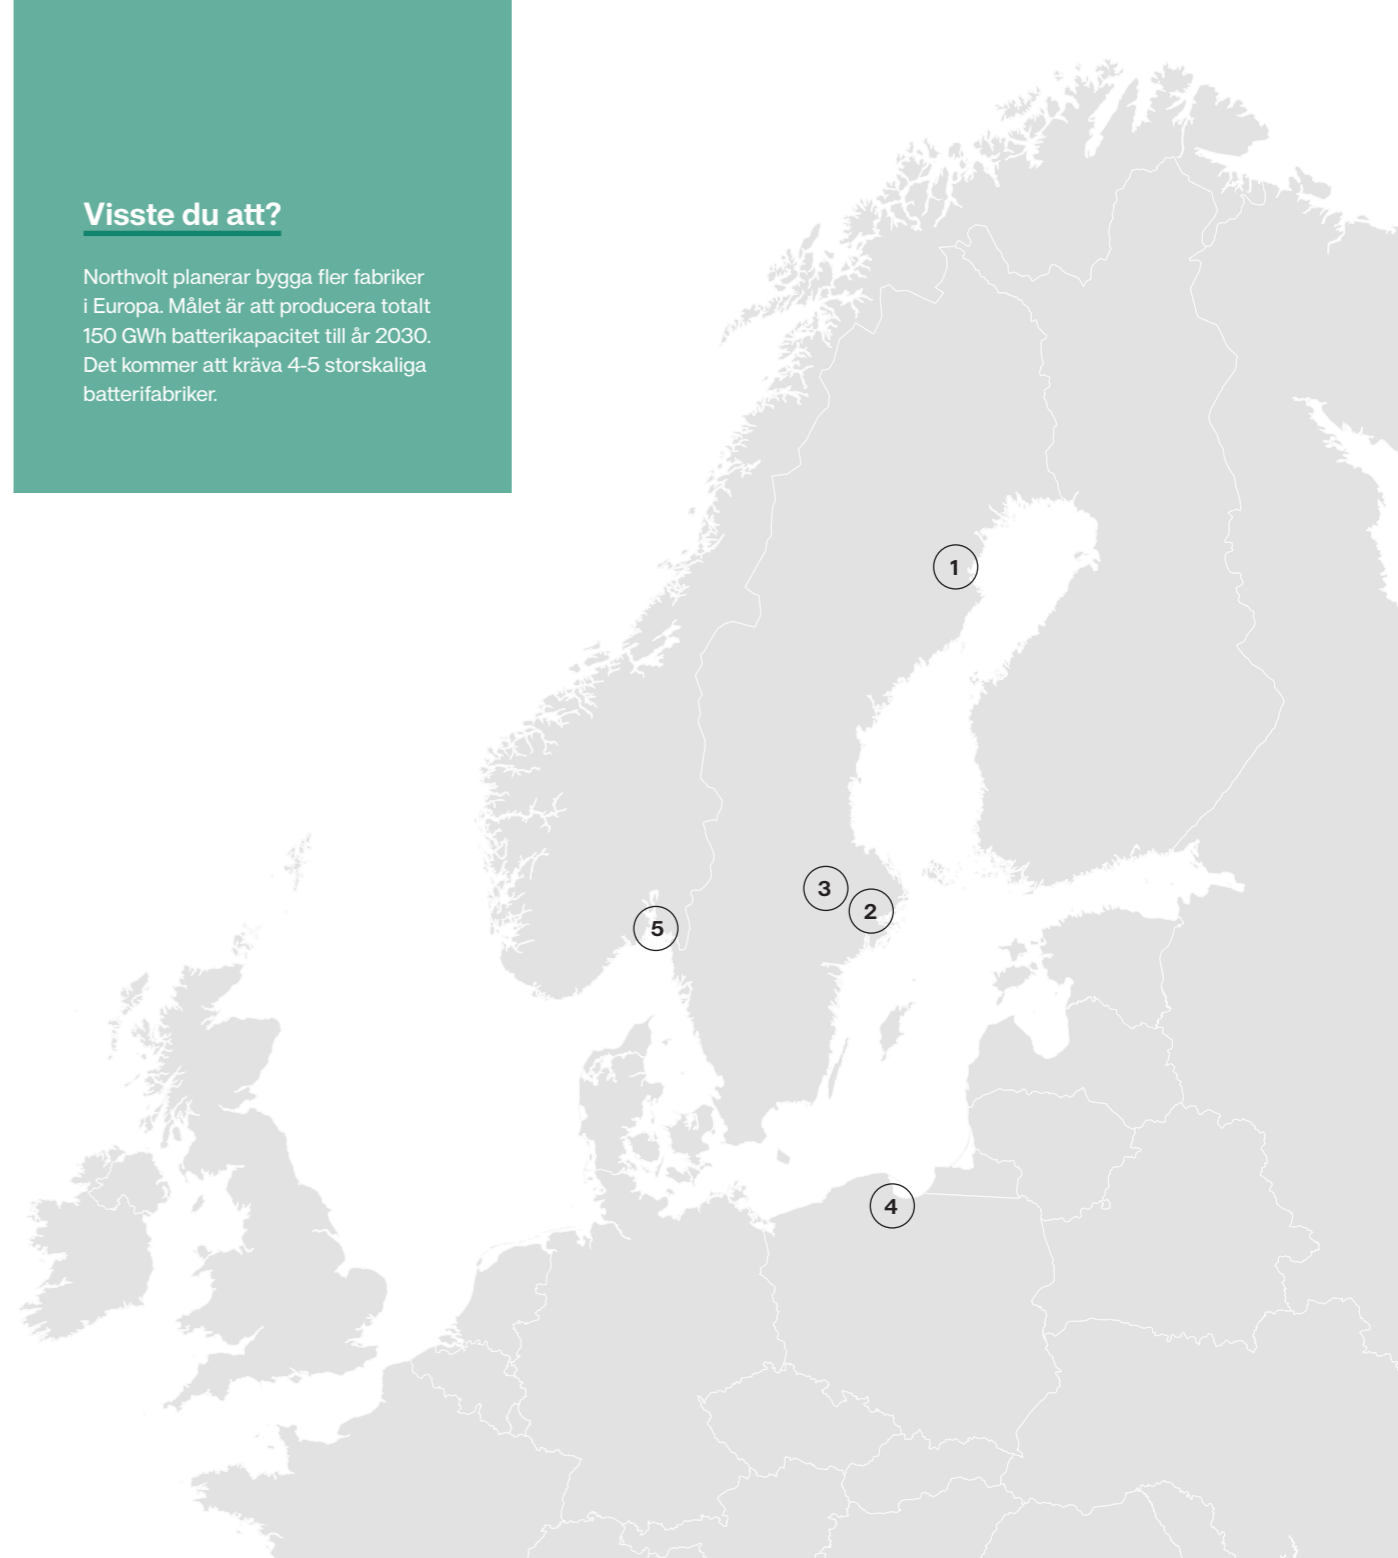 Visste du att?
Northvolt planerar bygga fler fabriker
i Europa. Målet är att producera totalt
150 GWh batterikapacitet till år 2030.
Det kommer att kräva 4-5 storskaliga
batterifabriker.
1
3
2
5
4